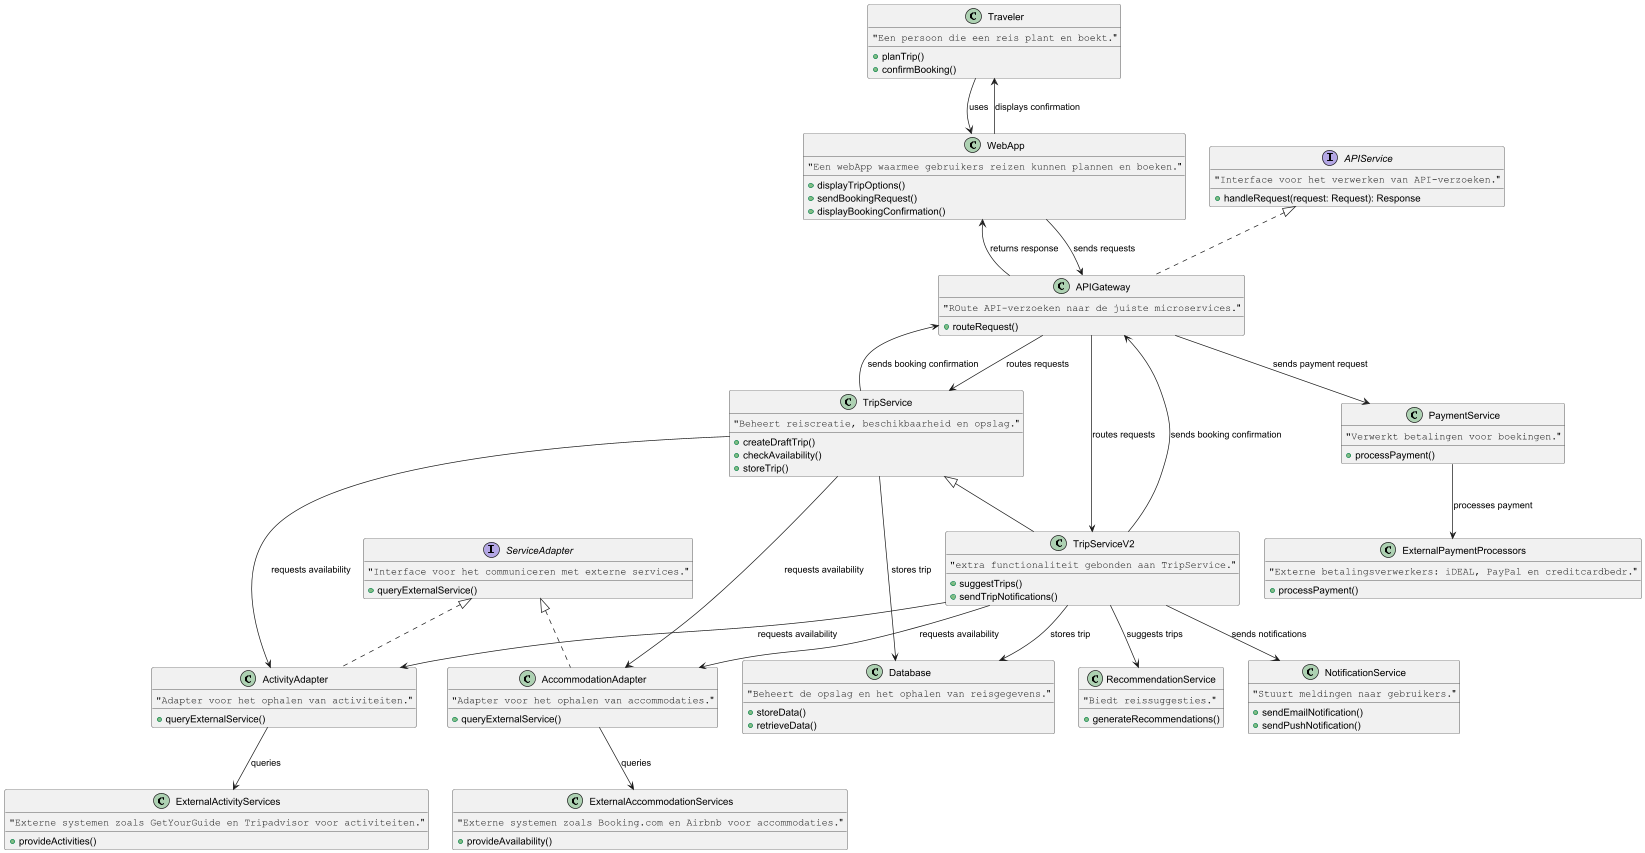 C Traveler
"Een persoon die een reis plant en boekt."
planTrip()
confirmBooking()
uses
displays confirmation
C WebApp
"Een webApp waarmee gebruikers reizen kunnen plannen en boeken."
displayTripOptions()
sendBookingRequest()
displayBookingConfirmation()
I APIService
"Interface voor het verwerken van API-verzoeken."
handleRequest(request: Request): Response
returns response
sends requests
C APIGateway
"ROute API-verzoeken naar de juiste microservices."
routeRequest()
sends booking confirmation
routes requests
sends payment request
C TripService
"Beheert reiscreatie, beschikbaarheid en opslag."
createDraftTrip()
checkAvailability()
storeTrip()
routes requests
sends booking confirmation
C PaymentService
"Verwerkt betalingen voor boekingen."
processPayment()
processes payment
I ServiceAdapter
"Interface voor het communiceren met externe services."
queryExternalService()
requests availability
requests availability
stores trip
C TripServiceV2
"extra functionaliteit gebonden aan TripService."
suggestTrips()
sendTripNotifications()
C ExternalPaymentProcessors
"Externe betalingsverwerkers: iDEAL, PayPal en creditcardbedr."
processPayment()
requests availability
requests availability
stores trip
suggests trips
sends notifications
C ActivityAdapter
"Adapter voor het ophalen van activiteiten."
queryExternalService()
C AccommodationAdapter
"Adapter voor het ophalen van accommodaties."
queryExternalService()
C Database
"Beheert de opslag en het ophalen van reisgegevens."
storeData()
retrieveData()
C RecommendationService
"Biedt reissuggesties."
generateRecommendations()
C NotificationService
"Stuurt meldingen naar gebruikers."
sendEmailNotification()
sendPushNotification()
queries
queries
C ExternalActivityServices
"Externe systemen zoals GetYourGuide en Tripadvisor voor activiteiten."
provideActivities()
C ExternalAccommodationServices
"Externe systemen zoals Booking.com en Airbnb voor accommodaties."
provideAvailability()